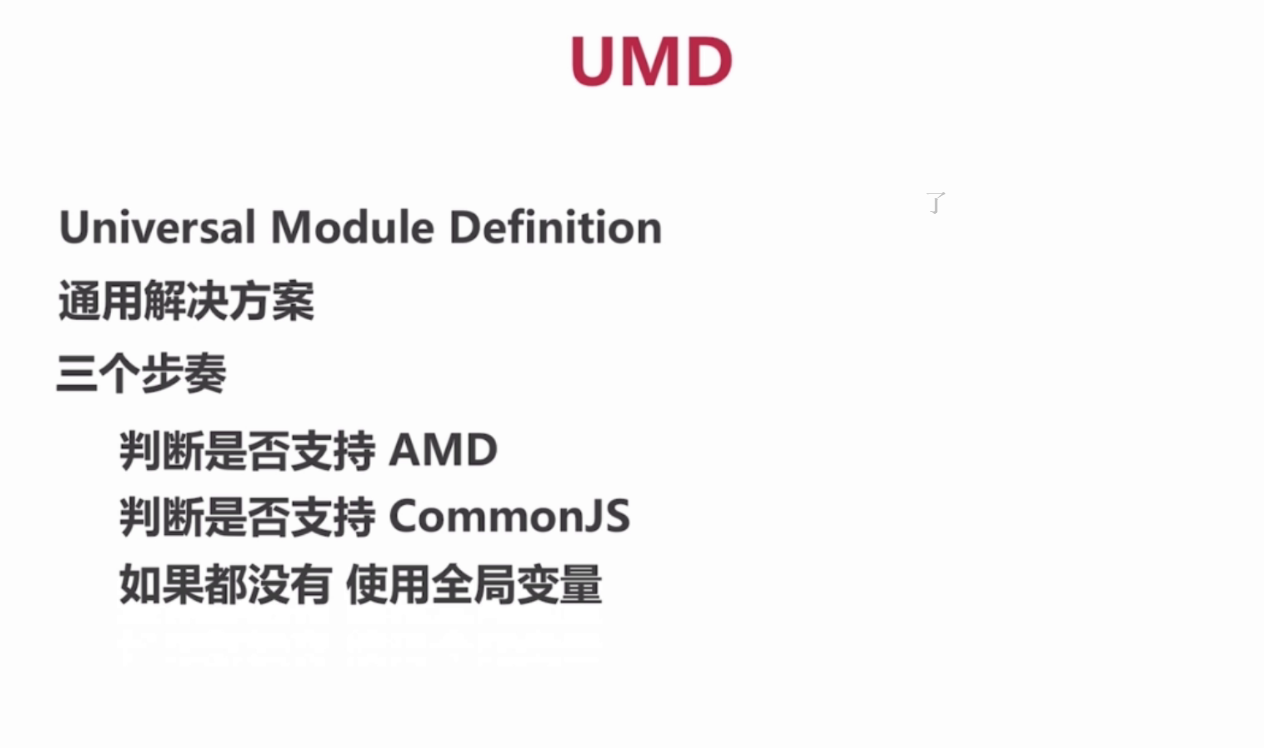 UMD
Universal Module Definition
通用解决方案
三个步奏
判断是否支持 AMD
判断是否支持 CommonJS
如果都没有 使用全局变量